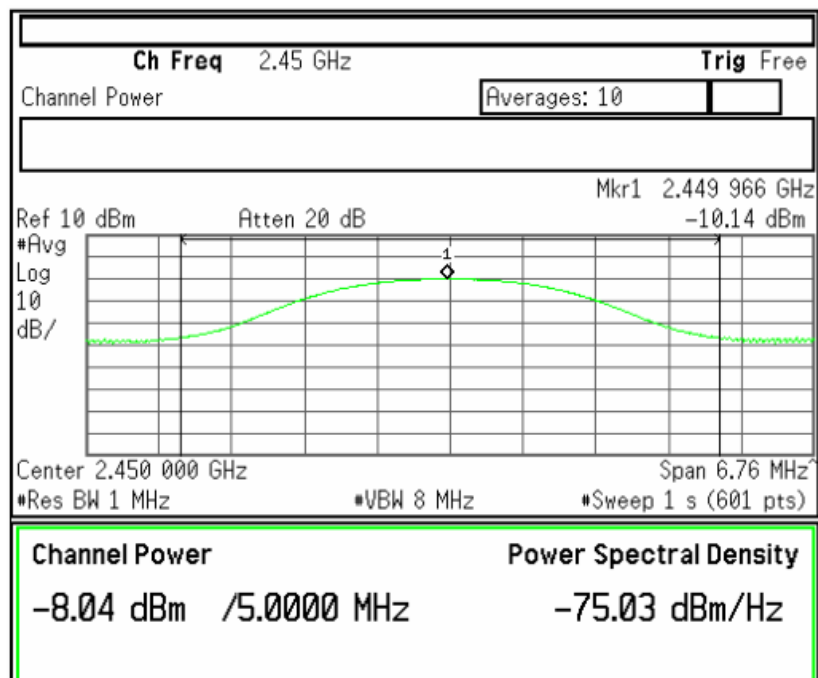 Ch Freq 2.45 GHz Trig Free
Channel Power Averages: 10
Mkr1 2.449 966 GHz
Ref 10 dBm Atten 20 dB -10.14 dBm
#Avg
1
Log
10
dB/
Center 2.450 000 GHz Span 6.76 MHz^
#Res BW 1 MHz #VBW 8 MHz #Sweep 1 s (601 pts)
Channel Power Power Spectral Density
-8.04 dBm /5.0000 MHz -75.03 dBm/Hz